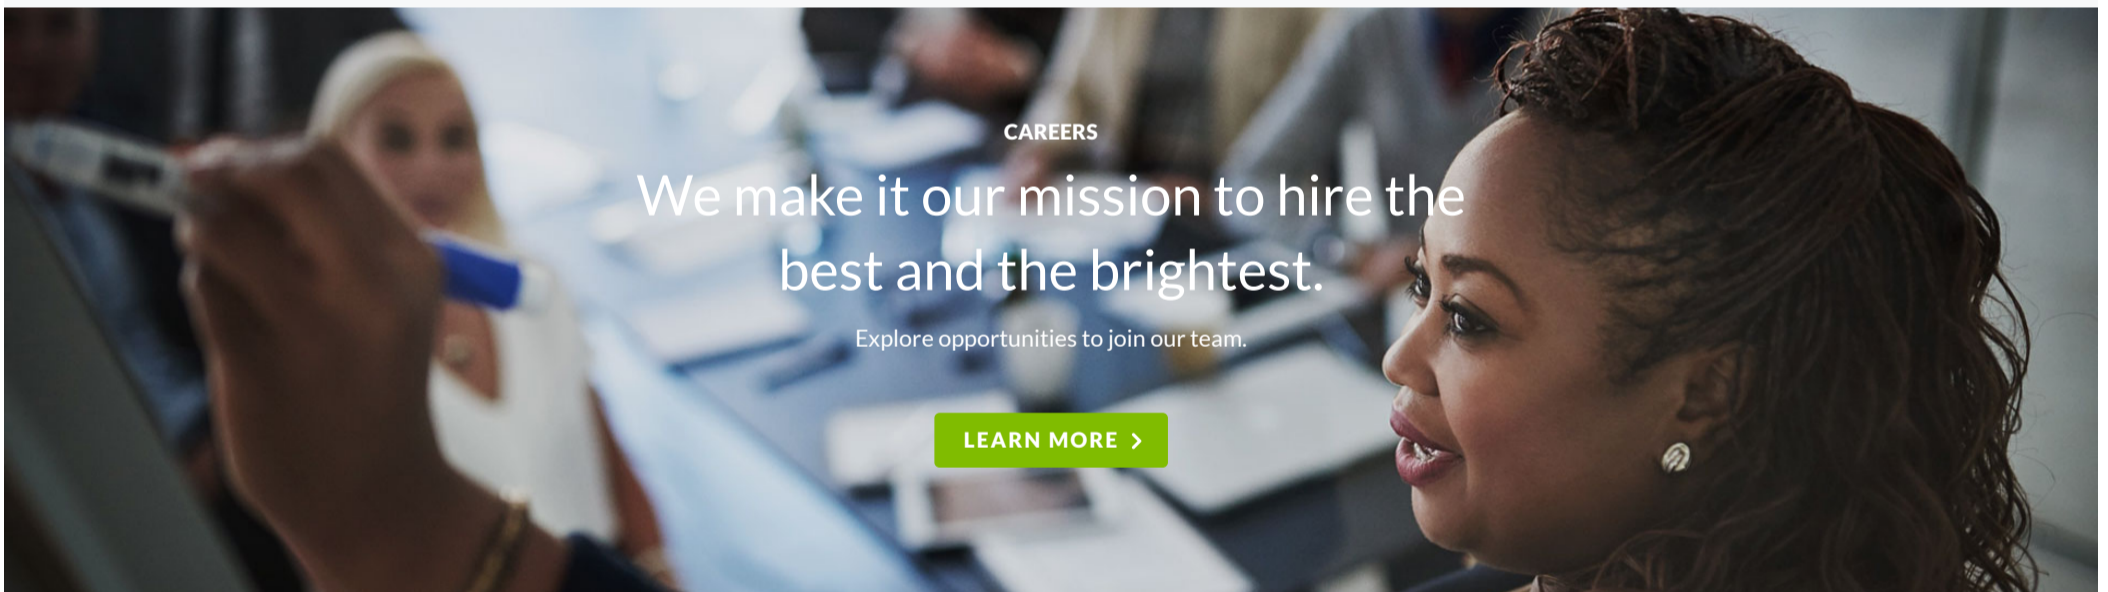 CAREERS
We make it our mission to hire the
best and the brightest.
Explore opportunities to join our team.
LEARN MORE >